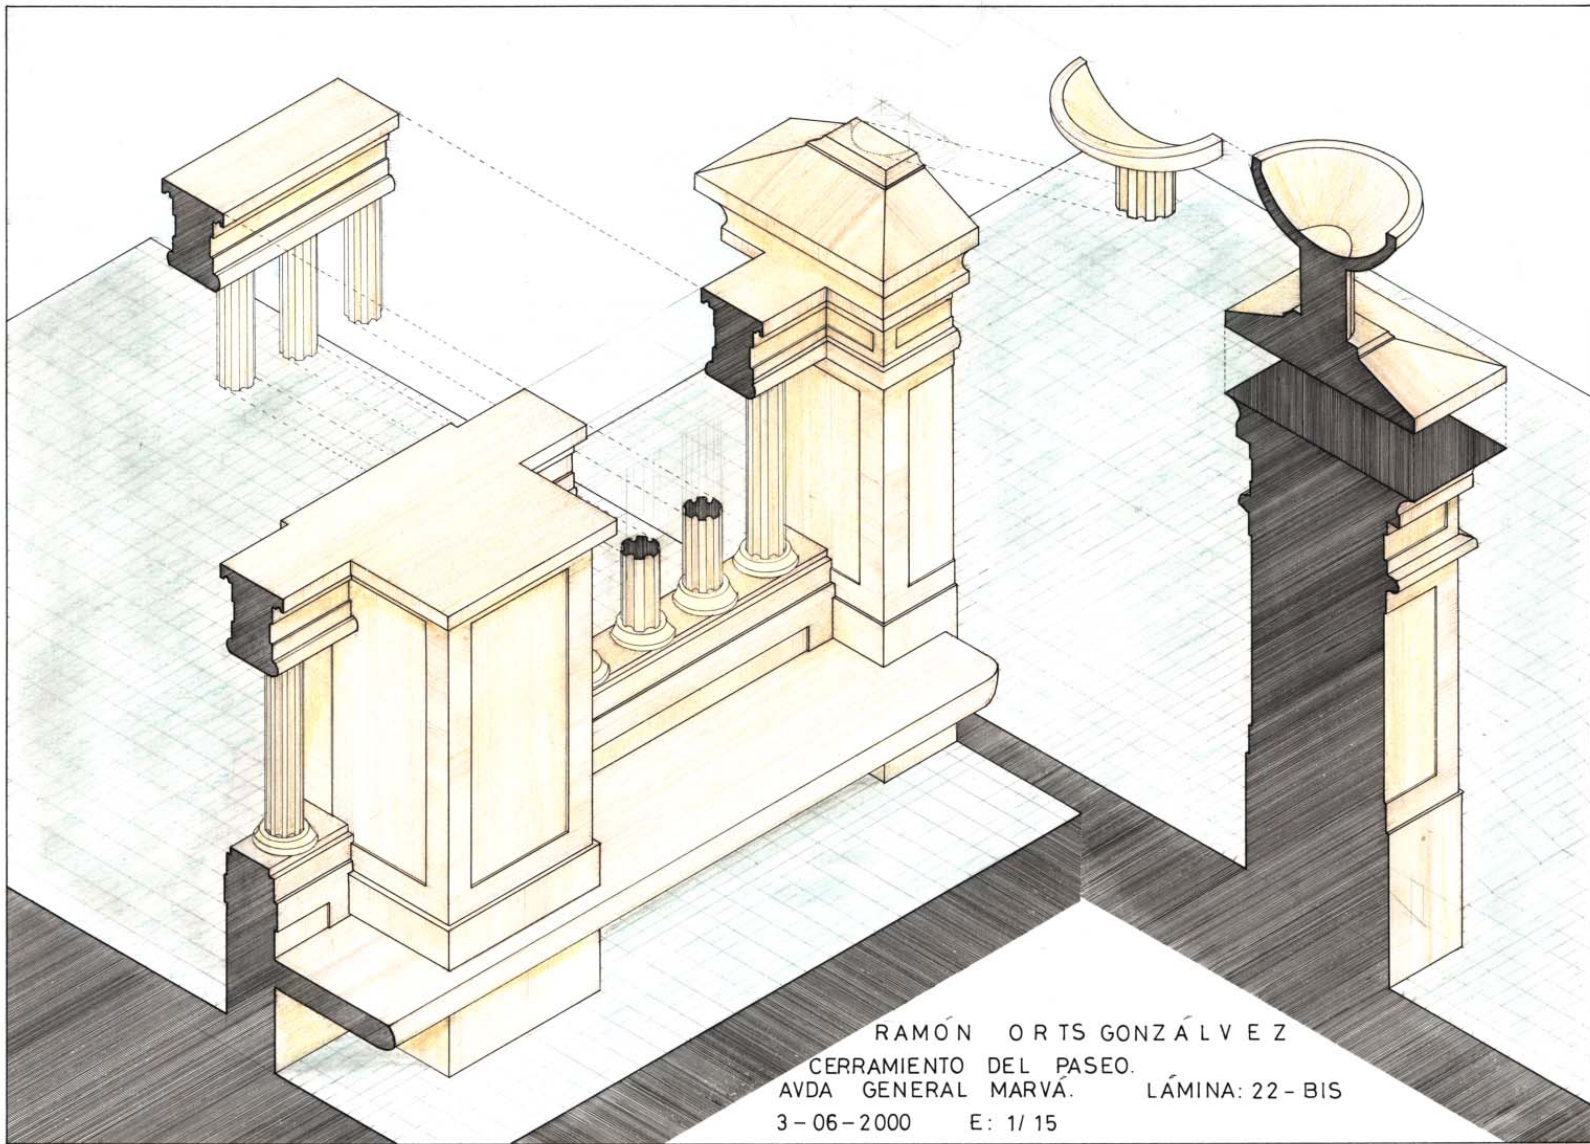 RAMÓN ORTS GONZÁLVEZ
CERRAMIENTO DEL PASEO.
AVDA GENERAL MARVÁ. LÁMINA: 22-BIS
3-06-2000 E: 1/15